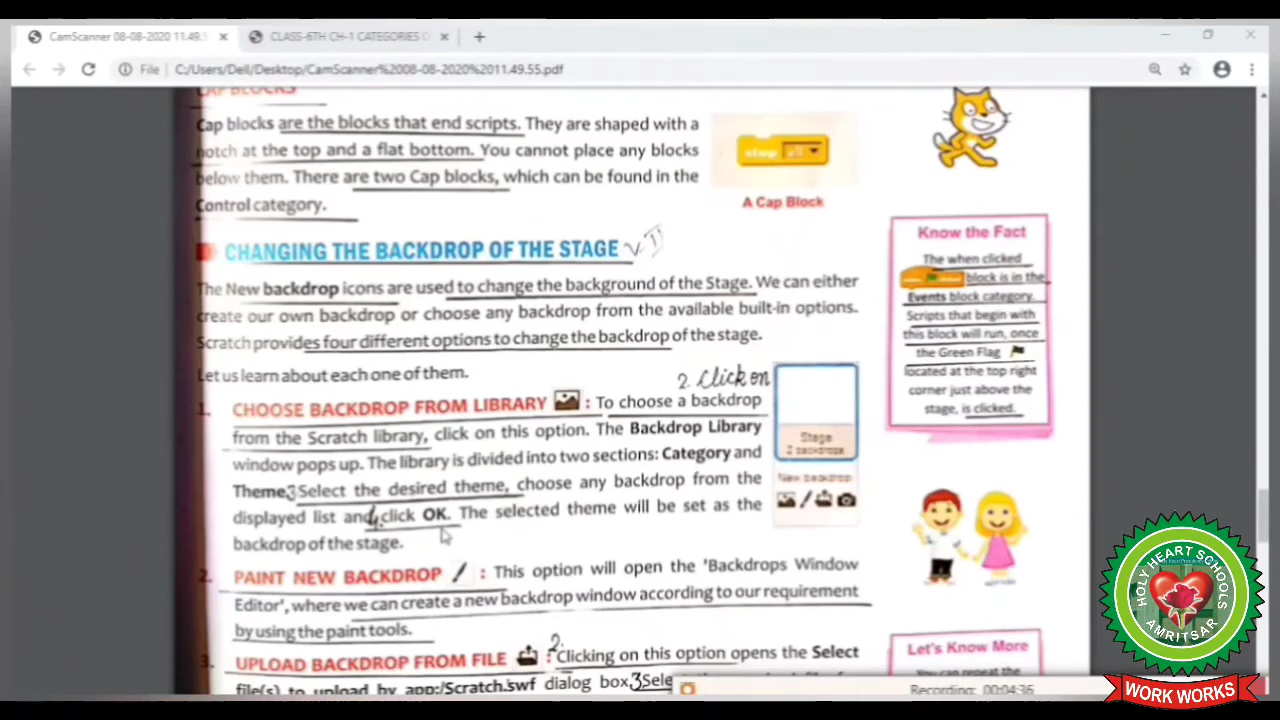 CamScanner 08-08-2020 11.49.5
CLASS-6TH CH-1 CATEGORIES
File C:/Users/Dell/Desktop/CamScanner%2008-08-2020%2011.49.55.pdf
CAP BLOCKS
Cap blocks are the blocks that end scripts. They are shaped with a
notch at the top and a flat bottom. You cannot place any blocks
below them. There are two Cap blocks, which can be found in the
Control category.
stop all
A Cap Block
CHANGING THE BACKDROP OF THE STAGE
The New backdrop icons are used to change the background of the Stage. We can either
create our own backdrop or choose any backdrop from the available built-in options.
Scratch provides four different options to change the backdrop of the stage.
Let us learn about each one of them.
2. Click on
1. CHOOSE BACKDROP FROM LIBRARY : To choose a backdrop
from the Scratch library, click on this option. The Backdrop Library
window pops up. The library is divided into two sections: Category and
Theme. 3 Select the desired theme, choose any backdrop from the
displayed list and 4 click OK. The selected theme will be set as the
backdrop of the stage.
Stage
2 backdrops
New backdrop
2. PAINT NEW BACKDROP : This option will open the 'Backdrops Window
Editor', where we can create a new backdrop window according to our requirement
by using the paint tools.
2.
3. UPLOAD BACKDROP FROM FILE : Clicking on this option opens the Select
file(s) to upload by app:/Scratch.swf dialog box. 3 Sele
Know the Fact
The when clicked
block is in the
Events block category.
Scripts that begin with
this block will run, once
the Green Flag
located at the top right
corner just above the
stage, is clicked.
Let's Know More
You can repeat the
Recording: 00:04:36
HOLY HEART SCHOOLS
AMRITSAR
WORK WORKS